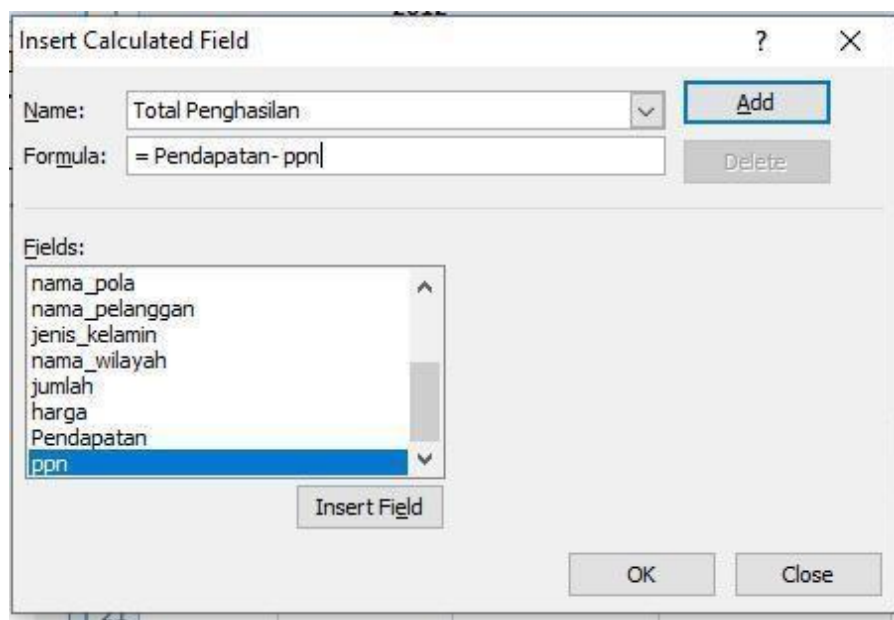 Insert Calculated Field ? X
Name: Total Penghasilan Add
Formula: = Pendapatan- ppn Delete
Fields:
nama_pola
nama_pelanggan
jenis_kelamin
nama_wilayah
jumlah
harga
Pendapatan
ppn
Insert Field
OK Close